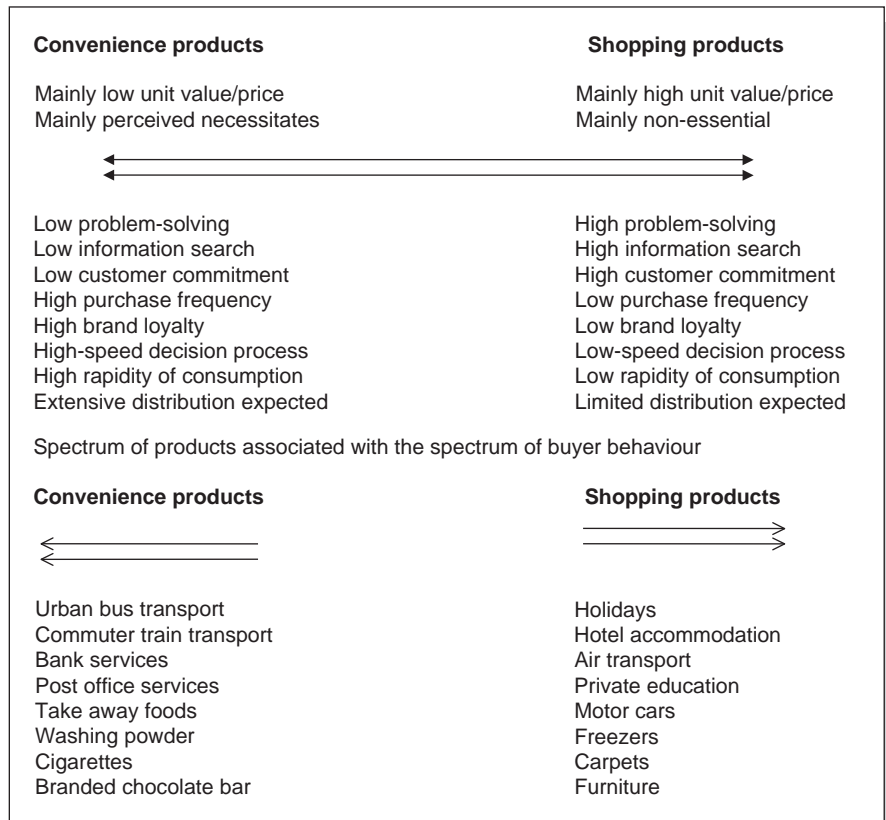 Convenience products
Shopping products
Mainly low unit value/price
Mainly perceived necessitates
Mainly high unit value/price
Mainly non-essential
Low problem-solving
Low information search
Low customer commitment
High purchase frequency
High brand loyalty
High-speed decision process
High rapidity of consumption
Extensive distribution expected
High problem-solving
High information search
High customer commitment
Low purchase frequency
Low brand loyalty
Low-speed decision process
Low rapidity of consumption
Limited distribution expected
Spectrum of products associated with the spectrum of buyer behaviour
Convenience products
Shopping products
Urban bus transport
Commuter train transport
Bank services
Post office services
Take away foods
Washing powder
Cigarettes
Branded chocolate bar
Holidays
Hotel accommodation
Air transport
Private education
Motor cars
Freezers
Carpets
Furniture